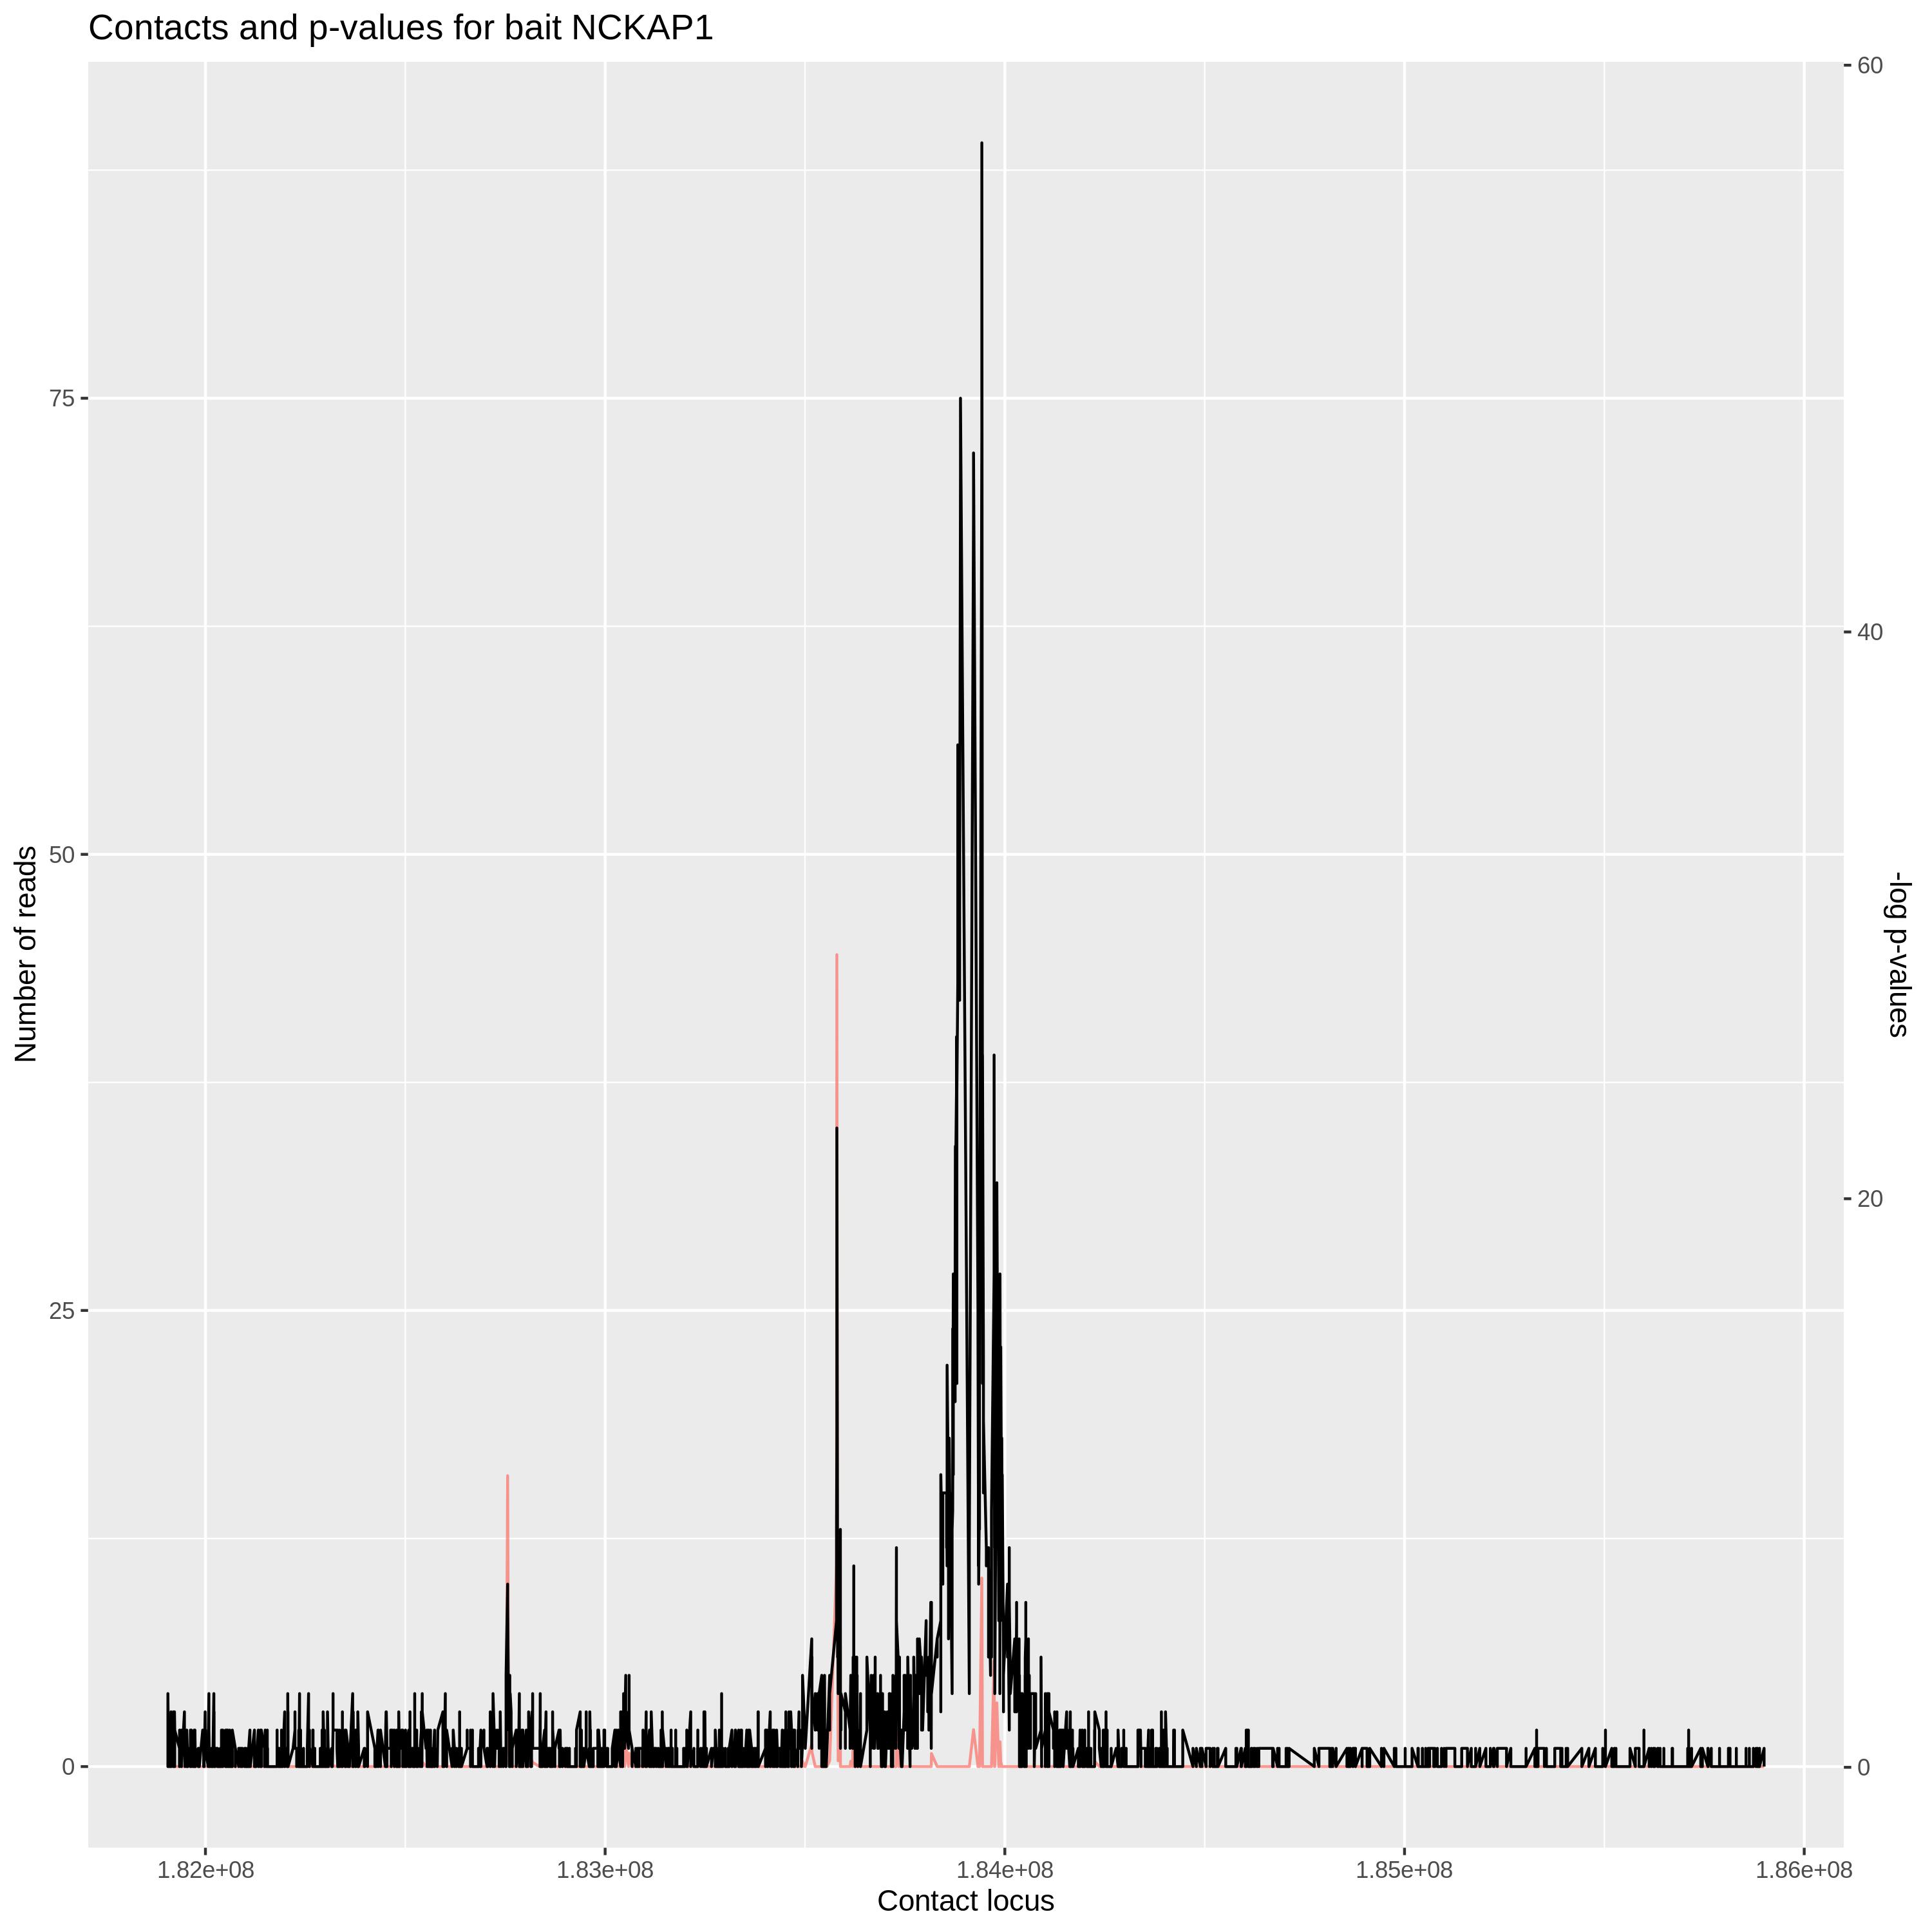 Contacts and p-values for bait NCKAP1
60
75
40
50
Number of reads
-log p-values
20
25
0
0
1.82e+08
1.83e+08
1.84e+08
1.85e+08
1.86e+08
Contact locus